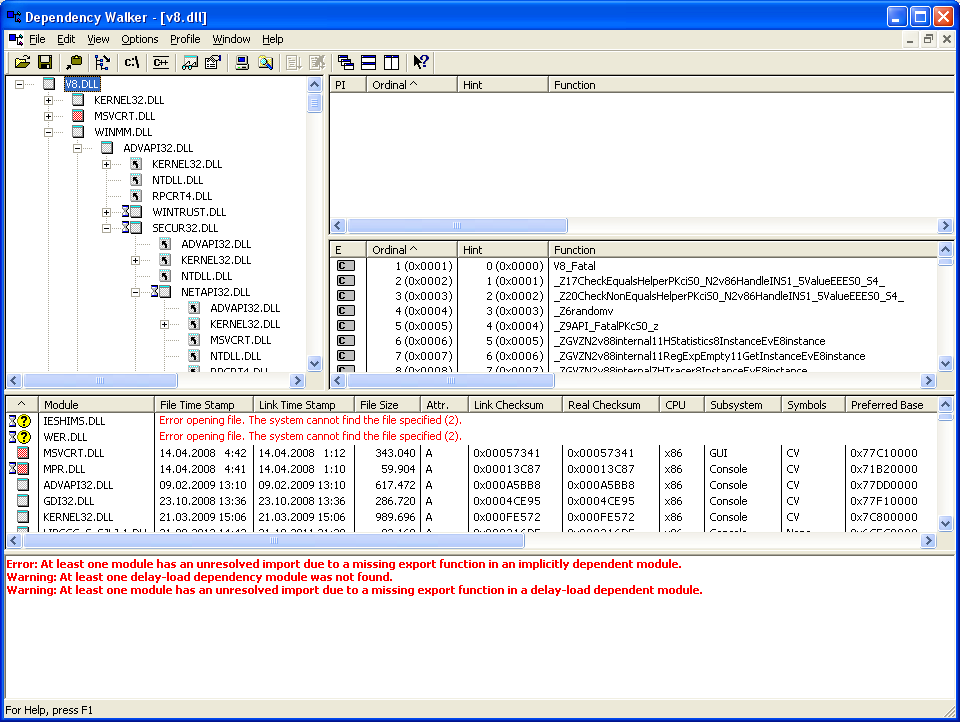 Dependency Walker - [v8.dll]
File Edit View Options Profile Window Help
c:\ C++
V8.DLL
KERNEL32.DLL
MSVCRT.DLL
WINMM.DLL
ADVAPI32.DLL
KERNEL32.DLL
NTDLL.DLL
RPCRT4.DLL
WINTRUST.DLL
SECUR32.DLL
ADVAPI32.DLL
KERNEL32.DLL
NTDLL.DLL
NETAPI32.DLL
ADVAPI32.DLL
KERNEL32.DLL
MSVCRT.DLL
NTDLL.DLL
RPCRT4.DLL
PI Ordinal ^ Hint Function
E Ordinal ^ Hint Function
C 1 (0x0001) 0 (0x0000) V8_Fatal
C 2 (0x0002) 1 (0x0001) _Z17CheckEqualsHelperPKciS0_N2v86HandleINS1_5ValueEEES0_S4_
C 3 (0x0003) 2 (0x0002) _Z20CheckNonEqualsHelperPKciS0_N2v86HandleINS1_5ValueEEES0_S4_
C 4 (0x0004) 3 (0x0003) _Z6randomv
C 5 (0x0005) 4 (0x0004) _Z9API_FatalPKcS0_z
C 6 (0x0006) 5 (0x0005) _ZGVZN2v88internal11HStatistics8InstanceEvE8instance
C 7 (0x0007) 6 (0x0006) _ZGVZN2v88internal11RegExpEmpty11GetInstanceEvE8instance
C 8 (0x0008) 7 (0x0007) _ZGVZN2v88internal7HTracer8InstanceEvE8instance
^ Module File Time Stamp Link Time Stamp File Size Attr. Link Checksum Real Checksum CPU Subsystem Symbols Preferred Base
IESHIMS.DLL Error opening file. The system cannot find the file specified (2).
WER.DLL Error opening file. The system cannot find the file specified (2).
MSVCRT.DLL 14.04.2008 4:42 14.04.2008 1:12 343.040 A 0x00057341 0x00057341 x86 GUI CV 0x77C10000
MPR.DLL 14.04.2008 4:41 14.04.2008 1:10 59.904 A 0x00013C87 0x00013C87 x86 Console CV 0x71B20000
ADVAPI32.DLL 09.02.2009 13:10 09.02.2009 13:10 617.472 A 0x000A5BB8 0x000A5BB8 x86 Console CV 0x77DD0000
GDI32.DLL 23.10.2008 13:36 23.10.2008 13:36 286.720 A 0x0004CE95 0x0004CE95 x86 Console CV 0x77F10000
KERNEL32.DLL 21.03.2009 15:06 21.03.2009 15:06 989.696 A 0x000FE572 0x000FE572 x86 Console CV 0x7C800000
Error: At least one module has an unresolved import due to a missing export function in an implicitly dependent module.
Warning: At least one delay-load dependency module was not found.
Warning: At least one module has an unresolved import due to a missing export function in a delay-load dependent module.
For Help, press F1